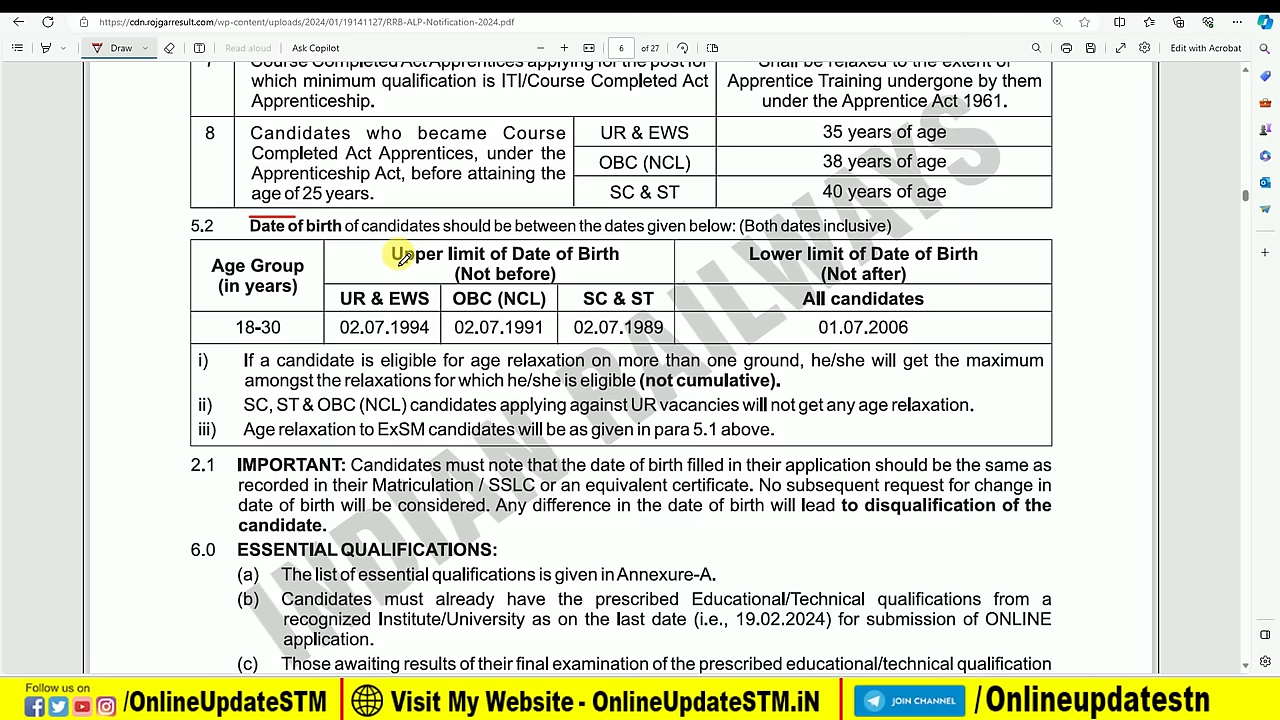 https://cdn.rojgarresult.com/wp-content/uploads/2024/01/19141127/RRB-ALP-Notification-2024.pdf
Draw
Read aloud
Ask Copilot
6 of 27
Edit with Acrobat
7 Course Completed Act Apprentices applying for the post for which minimum qualification is ITI/Course Completed Act Apprenticeship.
Shall be relaxed to the extent of Apprentice Training undergone by them under the Apprentice Act 1961.
8 Candidates who became Course Completed Act Apprentices, under the Apprenticeship Act, before attaining the age of 25 years.
UR & EWS 35 years of age
OBC (NCL) 38 years of age
SC & ST 40 years of age
5.2 Date of birth of candidates should be between the dates given below: (Both dates inclusive)
Age Group (in years)
Upper limit of Date of Birth (Not before)
Lower limit of Date of Birth (Not after)
UR & EWS OBC (NCL) SC & ST All candidates
18-30 02.07.1994 02.07.1991 02.07.1989 01.07.2006
i) If a candidate is eligible for age relaxation on more than one ground, he/she will get the maximum
amongst the relaxations for which he/she is eligible (not cumulative).
ii) SC, ST & OBC (NCL) candidates applying against UR vacancies will not get any age relaxation.
iii) Age relaxation to ExSM candidates will be as given in para 5.1 above.
2.1 IMPORTANT: Candidates must note that the date of birth filled in their application should be the same as
recorded in their Matriculation / SSLC or an equivalent certificate. No subsequent request for change in
date of birth will be considered. Any difference in the date of birth will lead to disqualification of the
candidate.
6.0 ESSENTIAL QUALIFICATIONS:
(a) The list of essential qualifications is given in Annexure-A.
(b) Candidates must already have the prescribed Educational/Technical qualifications from a
recognized Institute/University as on the last date (i.e., 19.02.2024) for submission of ONLINE
application.
(c) Those awaiting results of their final examination of the prescribed educational/technical qualification
INDIAN RAILWAYS
Follow us on
/OnlineUpdateSTM
Visit My Website - OnlineUpdateSTM.iN
JOIN CHANNEL
/Onlineupdatestn